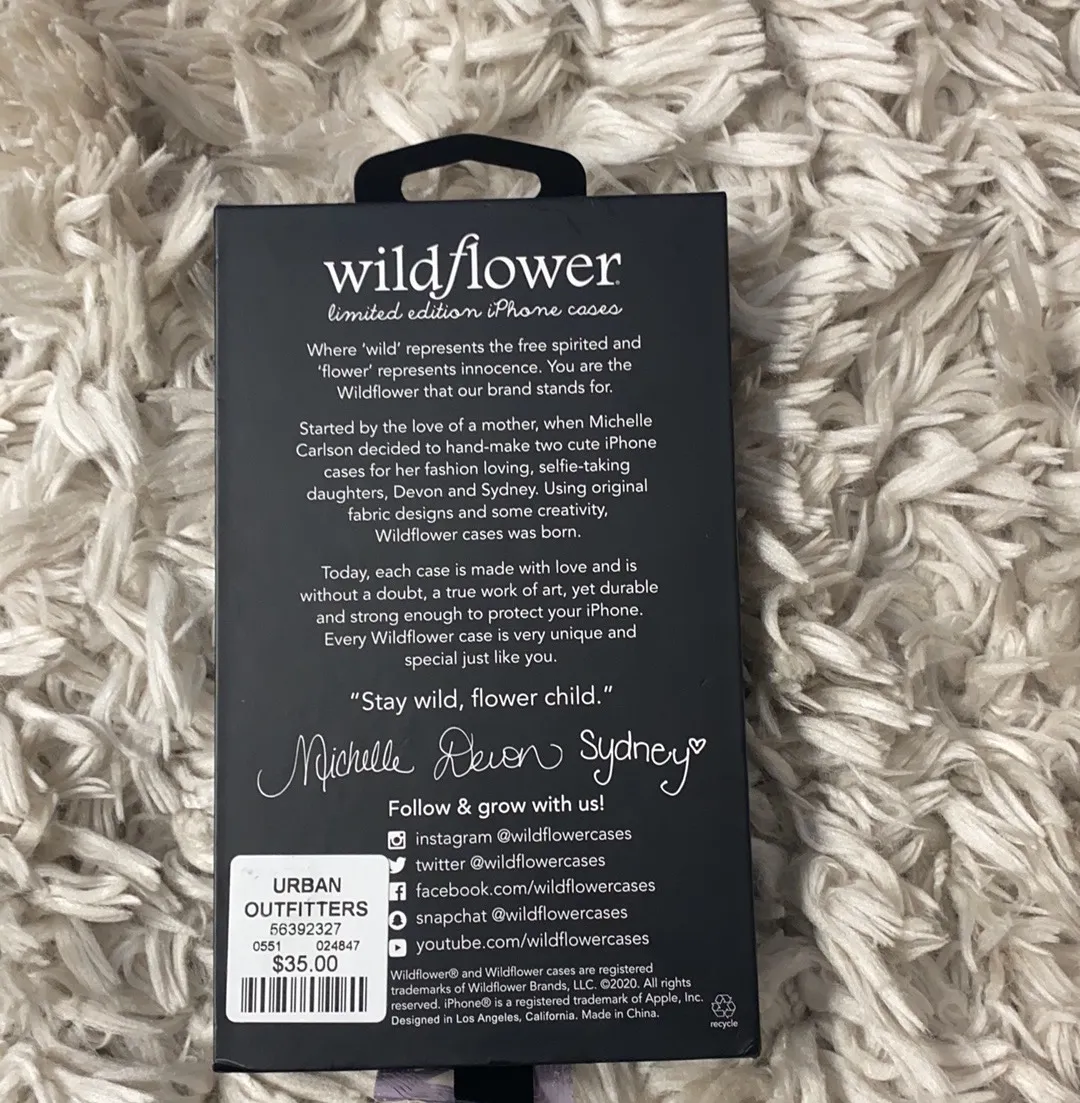 wildflower
limited edition iPhone cases
Where 'wild' represents the free spirited and
'flower' represents innocence. You are the
Wildflower that our brand stands for.
Started by the love of a mother, when Michelle
Carlson decided to hand-make two cute iPhone
cases for her fashion loving, selfie-taking
daughters, Devon and Sydney. Using original
fabric designs and some creativity,
Wildflower cases was born.
Today, each case is made with love and is
without a doubt, a true work of art, yet durable
and strong enough to protect your iPhone.
Every Wildflower case is very unique and
special just like you.
"Stay wild, flower child."
Michelle Devon Sydney
Follow & grow with us!
instagram @wildflowercases
twitter @wildflowercases
facebook.com/wildflowercases
snapchat @wildflowercases
youtube.com/wildflowercases
Wildflower® and Wildflower cases are registered
trademarks of Wildflower Brands, LLC. ©2020. All rights
reserved. iPhone® is a registered trademark of Apple, Inc.
Designed in Los Angeles, California. Made in China.
recycle
URBAN
OUTFITTERS
56392327
0551 024847
$35.00